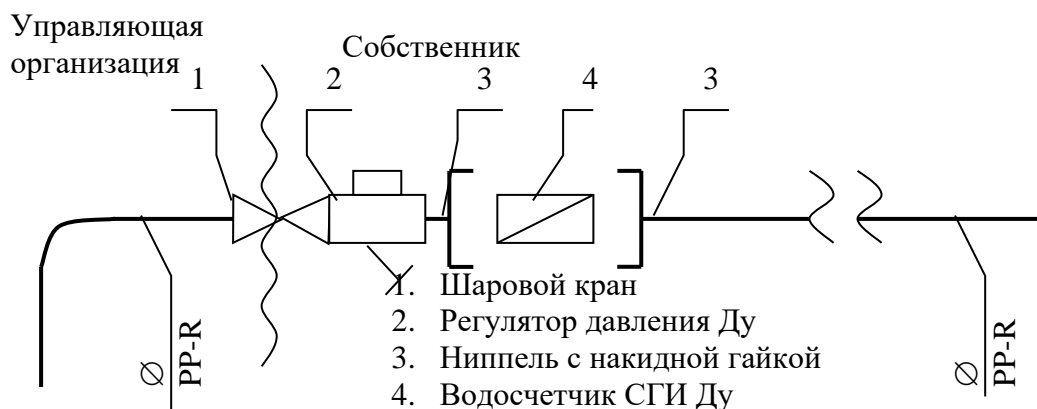 Управляющая
организация
Собственник
1
2
3
4
3
1. Шаровой кран
2. Регулятор давления Ду
3. Ниппель с накидной гайкой
4. Водосчетчик СГИ Ду
∅
PP-R
∅
PP-R